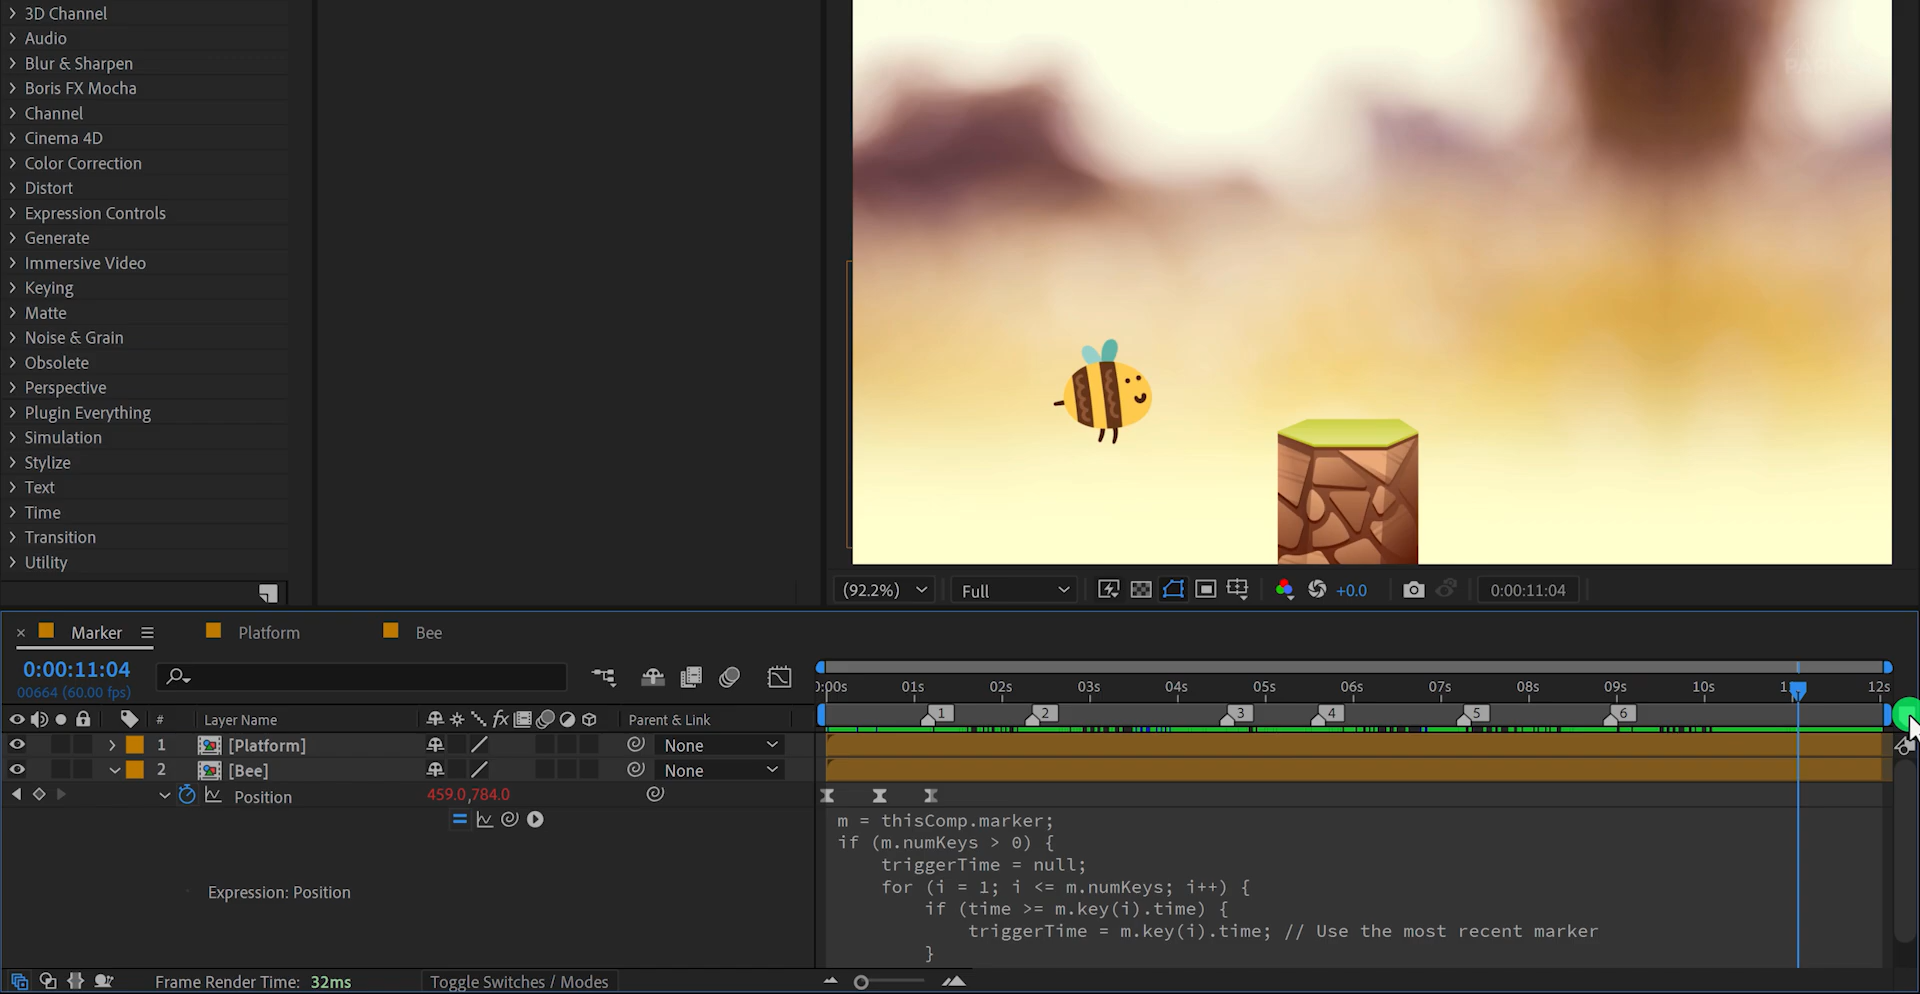 3D Channel
Audio
Blur & Sharpen
Boris FX Mocha
Channel
Cinema 4D
Color Correction
Distort
Expression Controls
Generate
Immersive Video
Keying
Matte
Noise & Grain
Obsolete
Perspective
Plugin Everything
Simulation
Stylize
Text
Time
Transition
Utility
(92.2%)
Full
+0.0
0:00:11:04
× Marker
Platform
Bee
0:00:11:04
00664 (60.00 fps)
:00s 01s 02s 03s 04s 05s 06s 07s 08s 09s 10s 12s
1 2 3 4 5 6
# Layer Name
fx
Parent & Link
1 [Platform] None
2 [Bee] None
Position 459.0,784.0
Expression: Position
m = thisComp.marker;
if (m.numKeys > 0) {
triggerTime = null;
for (i = 1; i <= m.numKeys; i++) {
if (time >= m.key(i).time) {
triggerTime = m.key(i).time; // Use the most recent marker
}
Frame Render Time: 32ms
Toggle Switches / Modes